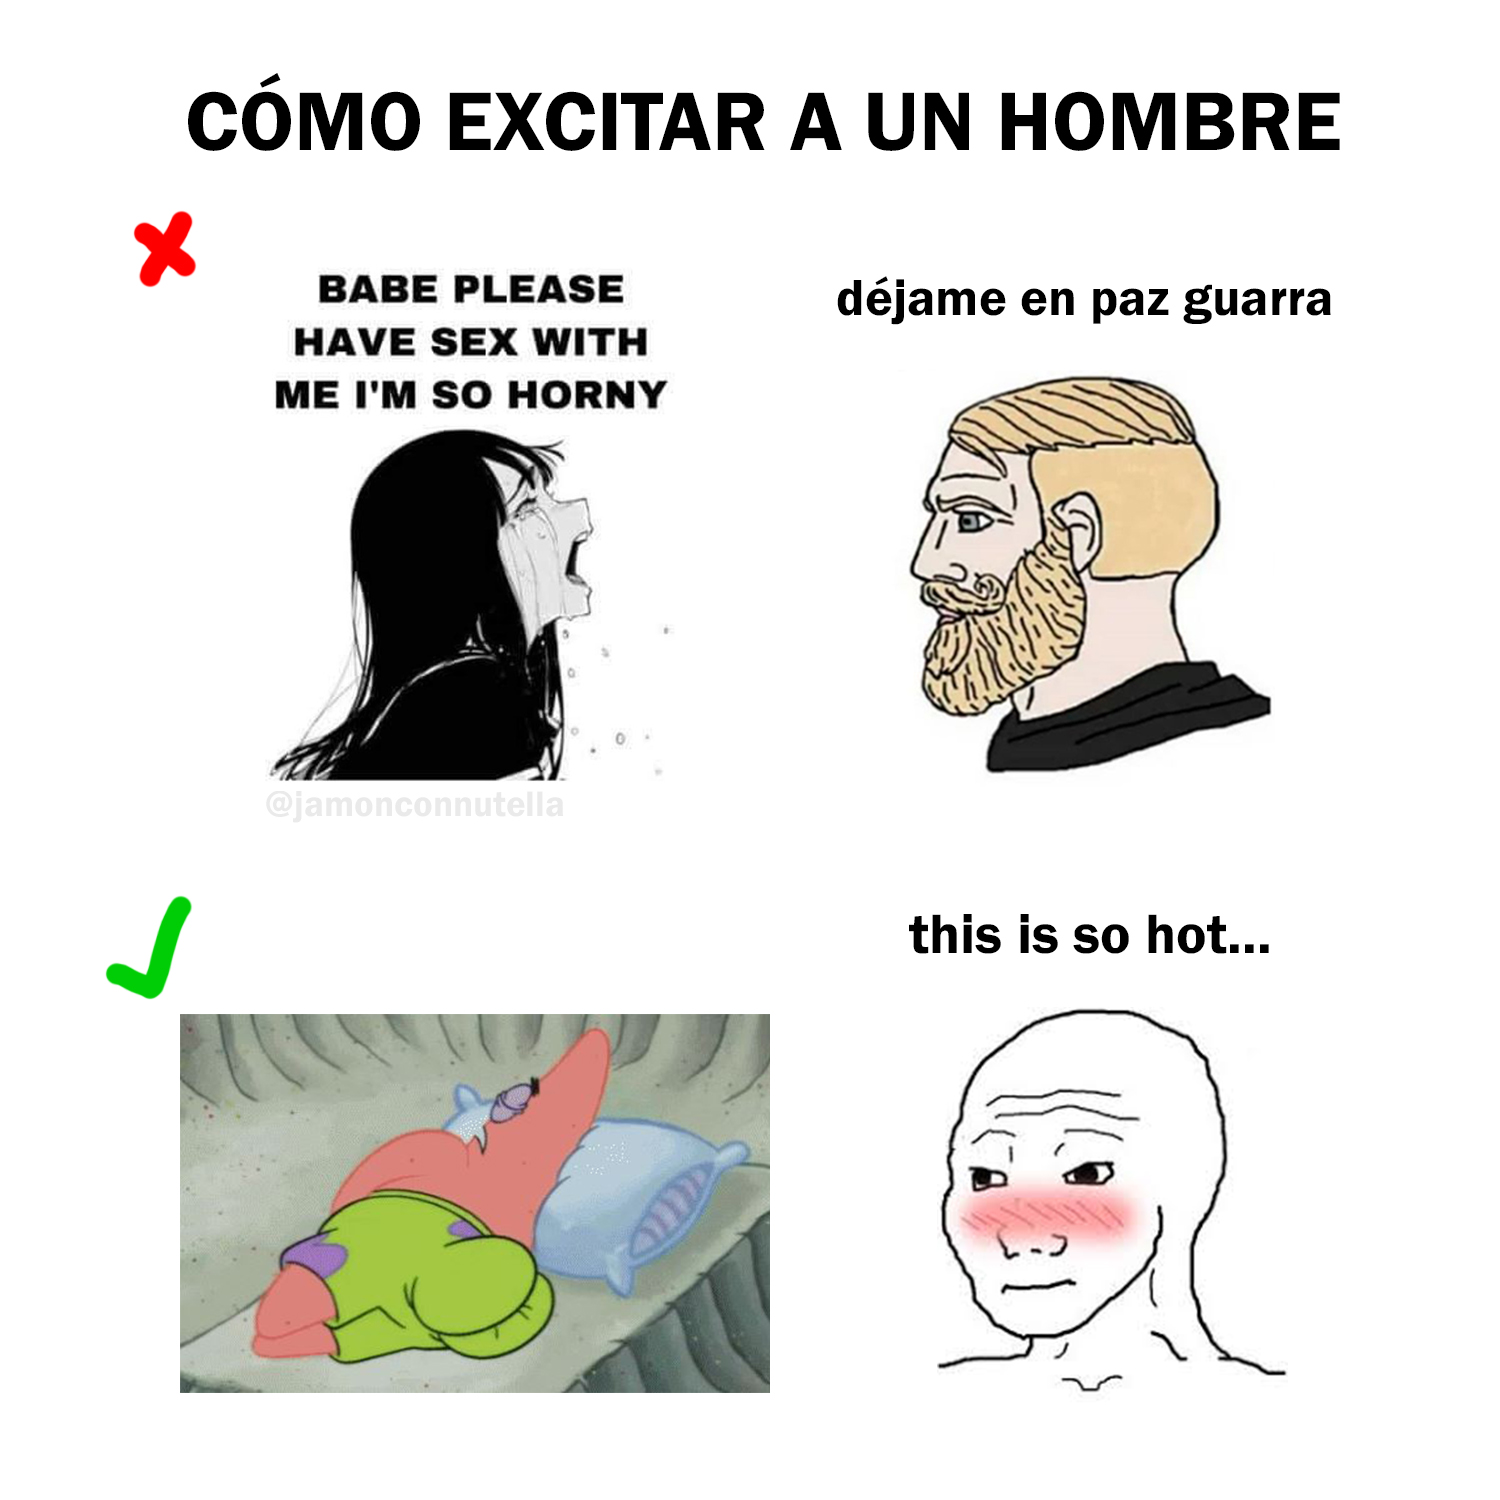 CÓMO EXCITAR A UN HOMBRE
BABE PLEASE
HAVE SEX WITH
ME I'M SO HORNY
déjame en paz guarra
@jamonconnutella
this is so hot...